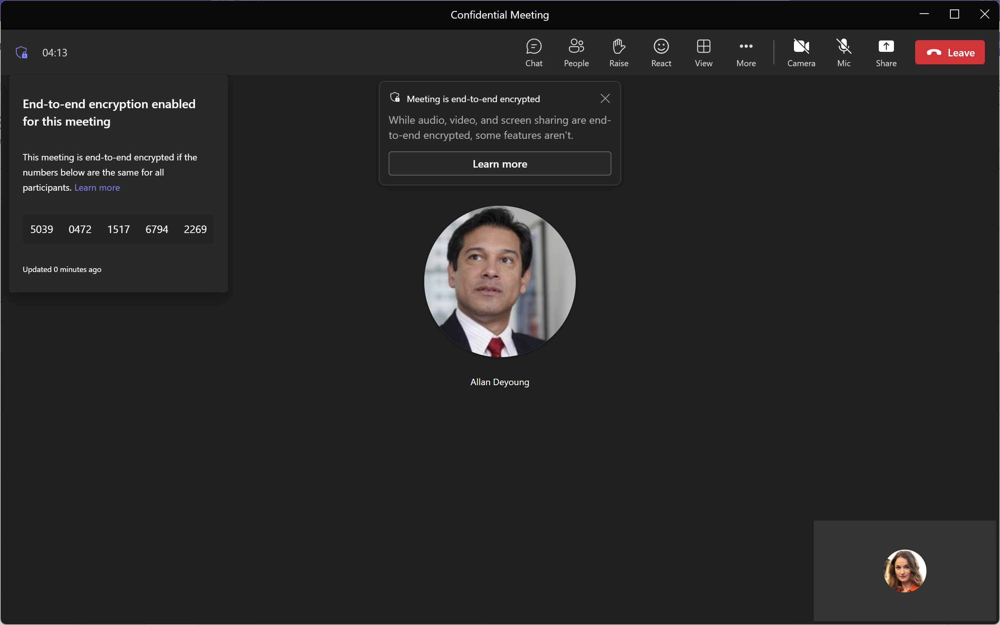 Confidential Meeting
04:13
Chat
People
Raise
React
View
More
Camera
Mic
Share
Leave
End-to-end encryption enabled
for this meeting
This meeting is end-to-end encrypted if the
numbers below are the same for all
participants. Learn more
5039 0472 1517 6794 2269
Updated 0 minutes ago
Meeting is end-to-end encrypted
While audio, video, and screen sharing are end-
to-end encrypted, some features aren't.
Learn more
Allan Deyoung